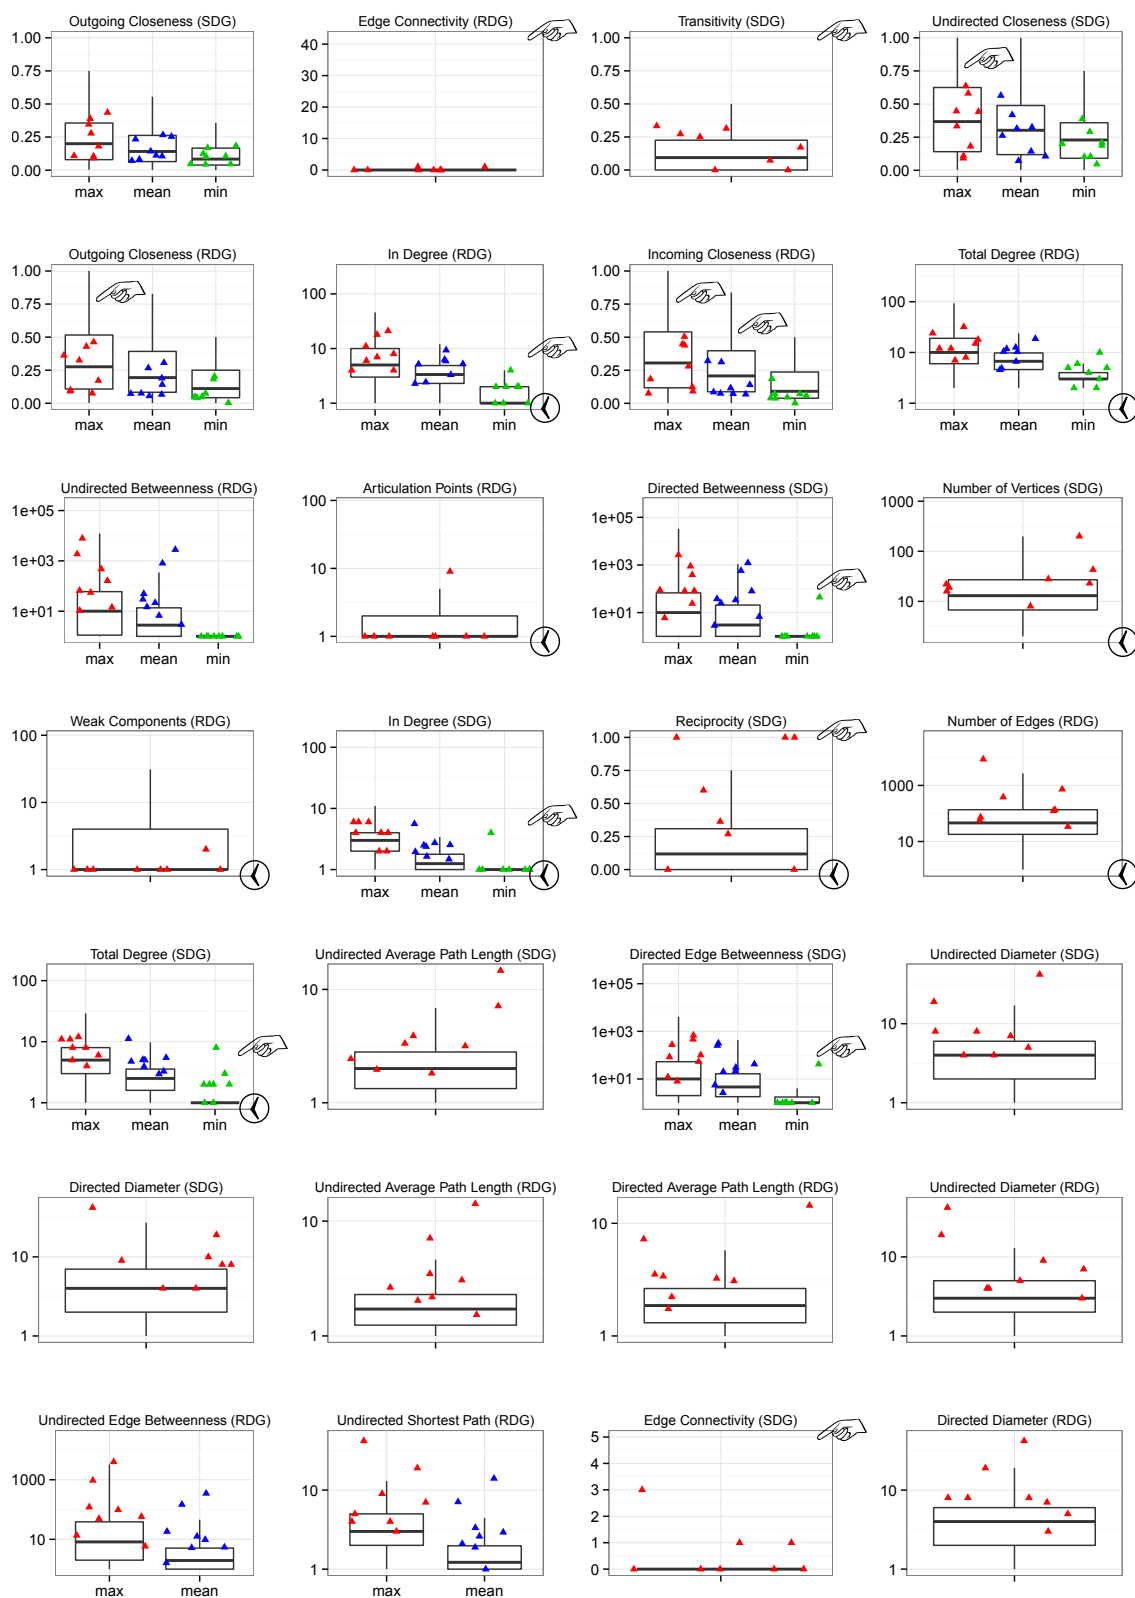 Outgoing Closeness (SDG)
1.00
0.75
0.50
0.25
0.00
max mean min
Edge Connectivity (RDG)
40
30
20
10
0
Transitivity (SDG)
1.00
0.75
0.50
0.25
0.00
Undirected Closeness (SDG)
1.00
0.75
0.50
0.25
0.00
max mean min
Outgoing Closeness (RDG)
1.00
0.75
0.50
0.25
0.00
max mean min
In Degree (RDG)
100
10
1
max mean min
Incoming Closeness (RDG)
1.00
0.75
0.50
0.25
0.00
max mean min
Total Degree (RDG)
100
10
1
max mean min
Undirected Betweenness (RDG)
1e+05
1e+03
1e+01
max mean min
Articulation Points (RDG)
100
10
1
Directed Betweenness (SDG)
1e+05
1e+03
1e+01
max mean min
Number of Vertices (SDG)
1000
100
10
Weak Components (RDG)
100
10
1
In Degree (SDG)
100
10
1
max mean min
Reciprocity (SDG)
1.00
0.75
0.50
0.25
0.00
Number of Edges (RDG)
1000
10
Total Degree (SDG)
100
10
1
max mean min
Undirected Average Path Length (SDG)
10
1
Directed Edge Betweenness (SDG)
1e+05
1e+03
1e+01
max mean min
Undirected Diameter (SDG)
10
1
Directed Diameter (SDG)
10
1
Undirected Average Path Length (RDG)
10
1
Directed Average Path Length (RDG)
10
1
Undirected Diameter (RDG)
10
1
Undirected Edge Betweenness (RDG)
1000
10
max mean
Undirected Shortest Path (RDG)
10
1
max mean
Edge Connectivity (SDG)
5
4
3
2
1
0
Directed Diameter (RDG)
10
1